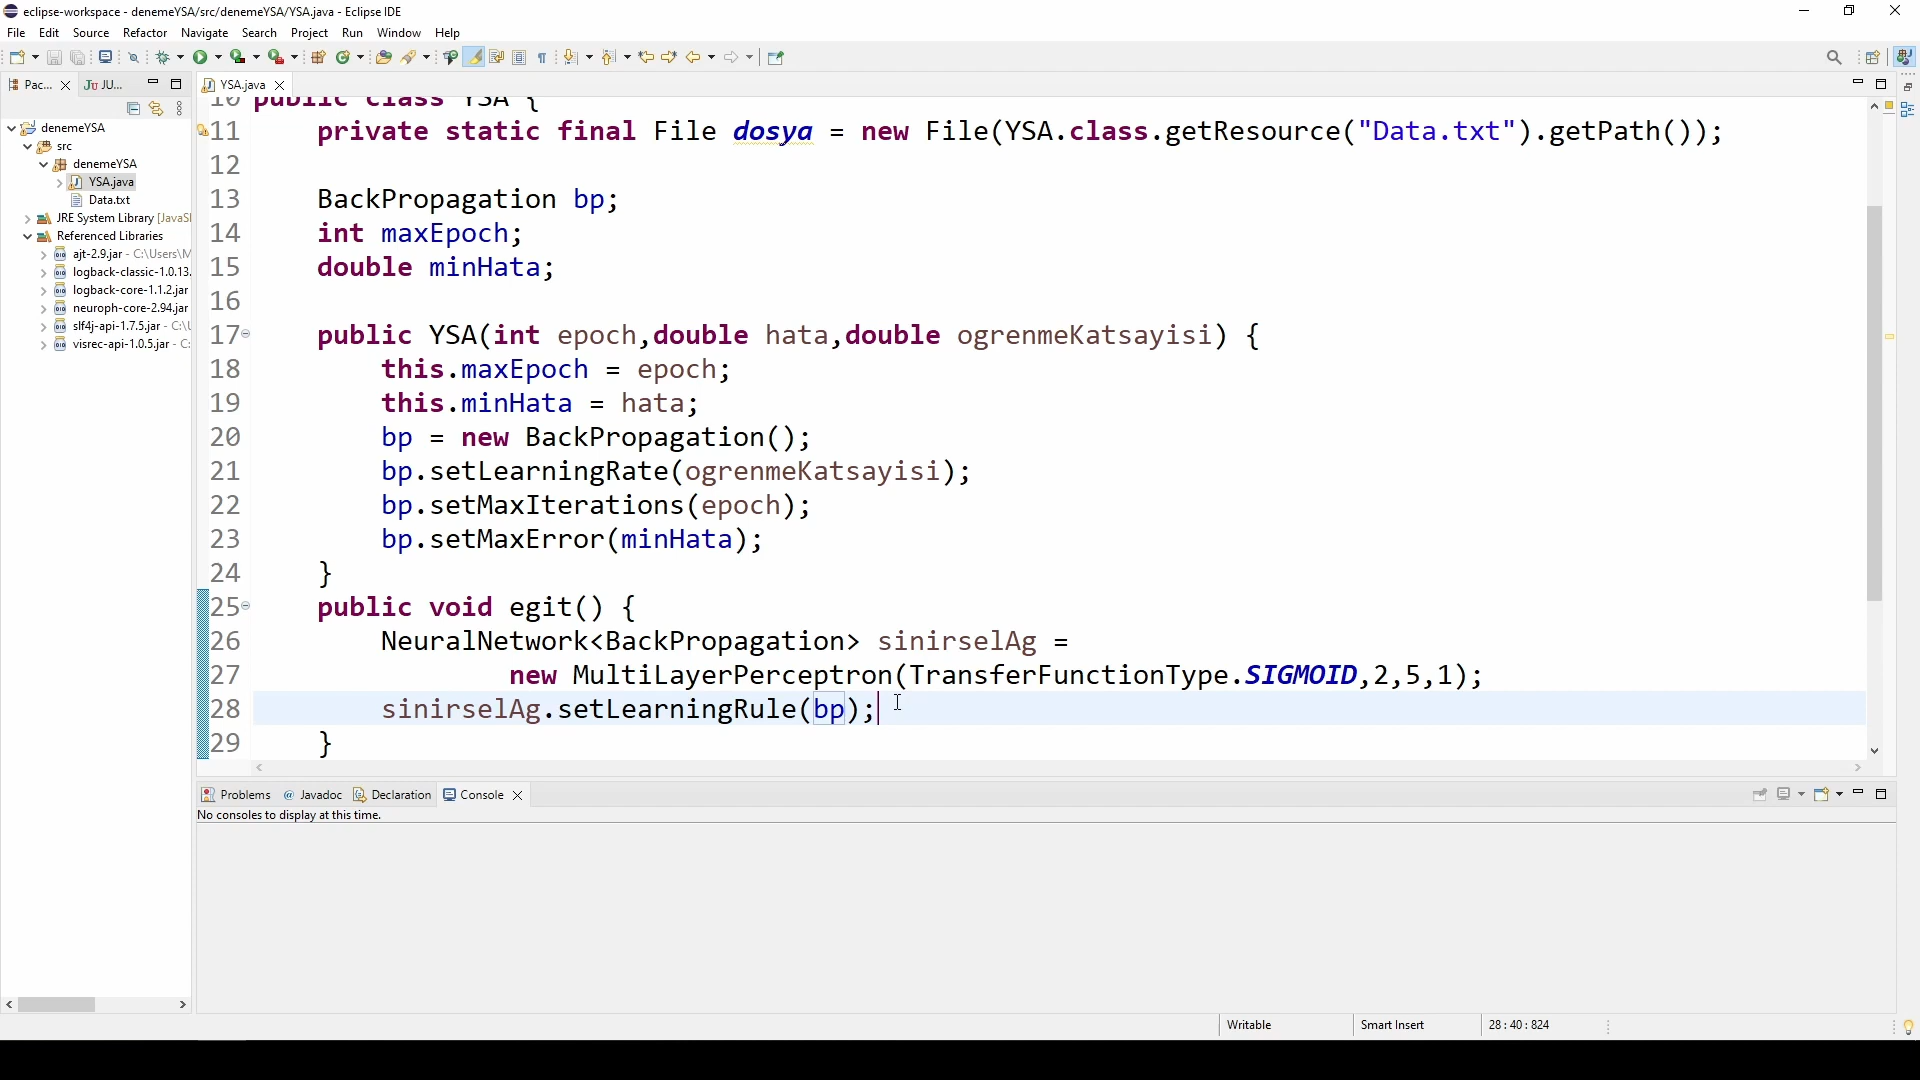 eclipse-workspace - denemeYSA/src/denemeYSA/YSA.java - Eclipse IDE
File Edit Source Refactor Navigate Search Project Run Window Help
Pac... JU... YSA.java
denemeYSA
src
denemeYSA
YSA.java
Data.txt
JRE System Library [JavaS
Referenced Libraries
ajt-2.9.jar - C:\Users\M
logback-classic-1.0.13.
logback-core-1.1.2.jar
neuroph-core-2.94.jar
slf4j-api-1.7.5.jar - C:\U
visrec-api-1.0.5.jar - C:
10 public class YSA {
11 private static final File dosya = new File(YSA.class.getResource("Data.txt").getPath());
12
13 BackPropagation bp;
14 int maxEpoch;
15 double minHata;
16
17 public YSA(int epoch,double hata,double ogrenmeKatsayisi) {
18 this.maxEpoch = epoch;
19 this.minHata = hata;
20 bp = new BackPropagation();
21 bp.setLearningRate(ogrenmeKatsayisi);
22 bp.setMaxIterations(epoch);
23 bp.setMaxError(minHata);
24 }
25 public void egit() {
26 NeuralNetwork<BackPropagation> sinirselAg =
27 new MultiLayerPerceptron(TransferFunctionType.SIGMOID,2,5,1);
28 sinirselAg.setLearningRule(bp);
29 }
Problems Javadoc Declaration Console
No consoles to display at this time.
Writable Smart Insert 28 : 40 : 824